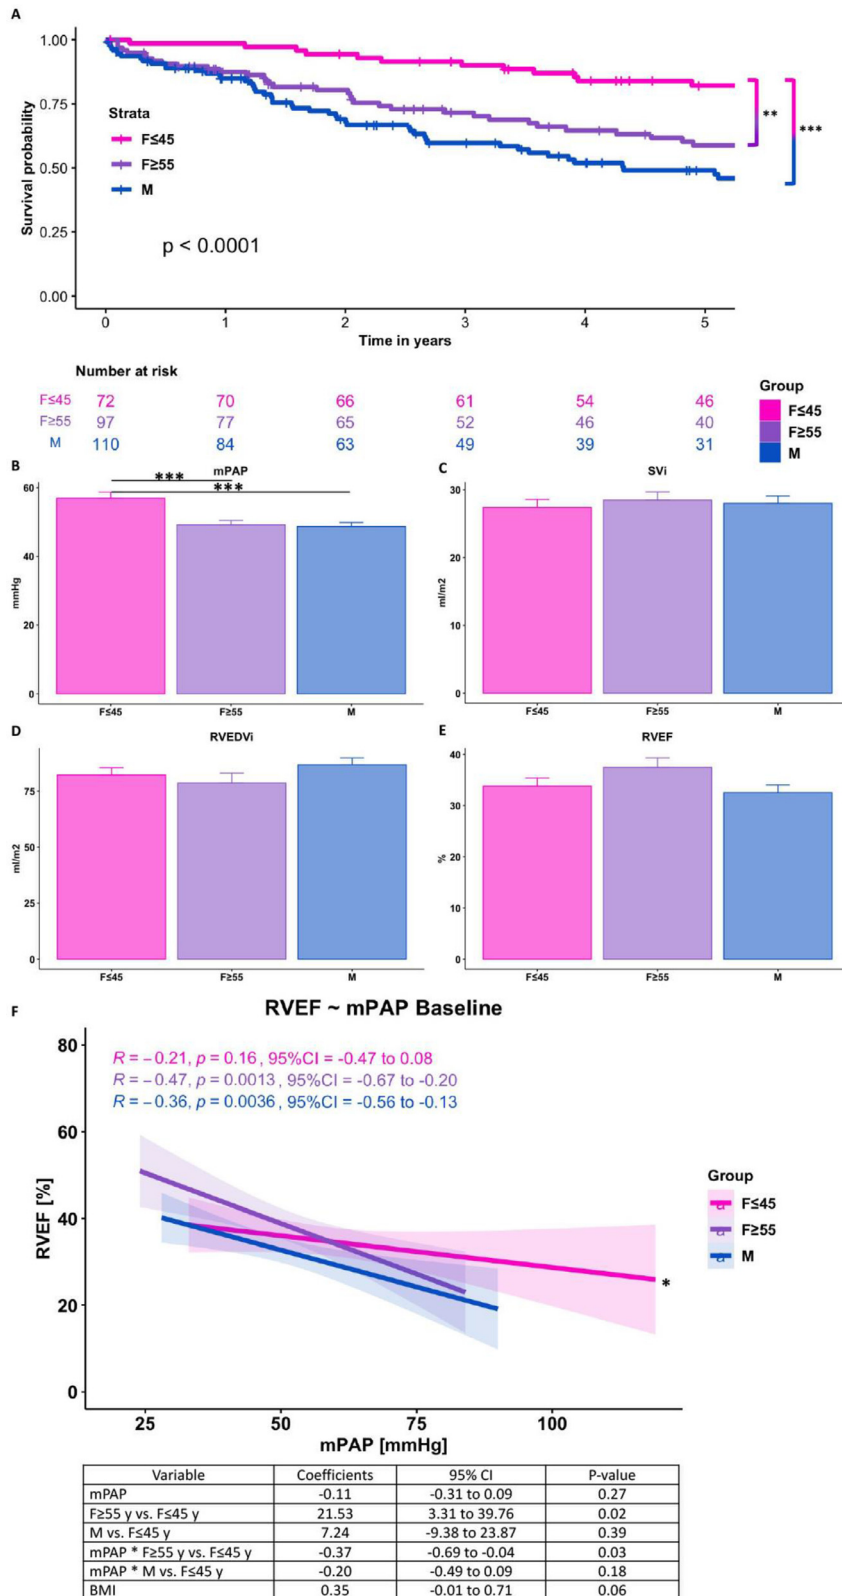 A
1.00
0.75
0.50
0.25
0.00
Survival probability
Strata
F≤45
F≥55
M
p < 0.0001
**
***
0 1 2 3 4 5
Time in years
Number at risk
F≤45 72 70 66 61 54 46
F≥55 97 77 65 52 46 40
M 110 84 63 49 39 31
Group
F≤45
F≥55
M
B
mPAP
***
***
60
40
20
0
mmHg
F≤45 F≥55 M
C
SVi
30
20
10
0
ml/m2
F≤45 F≥55 M
D
RVEDVi
75
50
25
0
ml/m2
F≤45 F≥55 M
E
RVEF
40
30
20
10
0
%
F≤45 F≥55 M
F
RVEF ~ mPAP Baseline
R = − 0.21, p = 0.16 , 95%CI = -0.47 to 0.08
R = − 0.47, p = 0.0013 , 95%CI = -0.67 to -0.20
R = − 0.36, p = 0.0036 , 95%CI = -0.56 to -0.13
80
60
40
20
0
RVEF [%]
*
Group
a F≤45
a F≥55
a M
25 50 75 100
mPAP [mmHg]
Variable Coefficients 95% CI P-value
mPAP -0.11 -0.31 to 0.09 0.27
F≥55 y vs. F≤45 y 21.53 3.31 to 39.76 0.02
M vs. F≤45 y 7.24 -9.38 to 23.87 0.39
mPAP * F≥55 y vs. F≤45 y -0.37 -0.69 to -0.04 0.03
mPAP * M vs. F≤45 y -0.20 -0.49 to 0.09 0.18
BMI 0.35 -0.01 to 0.71 0.06